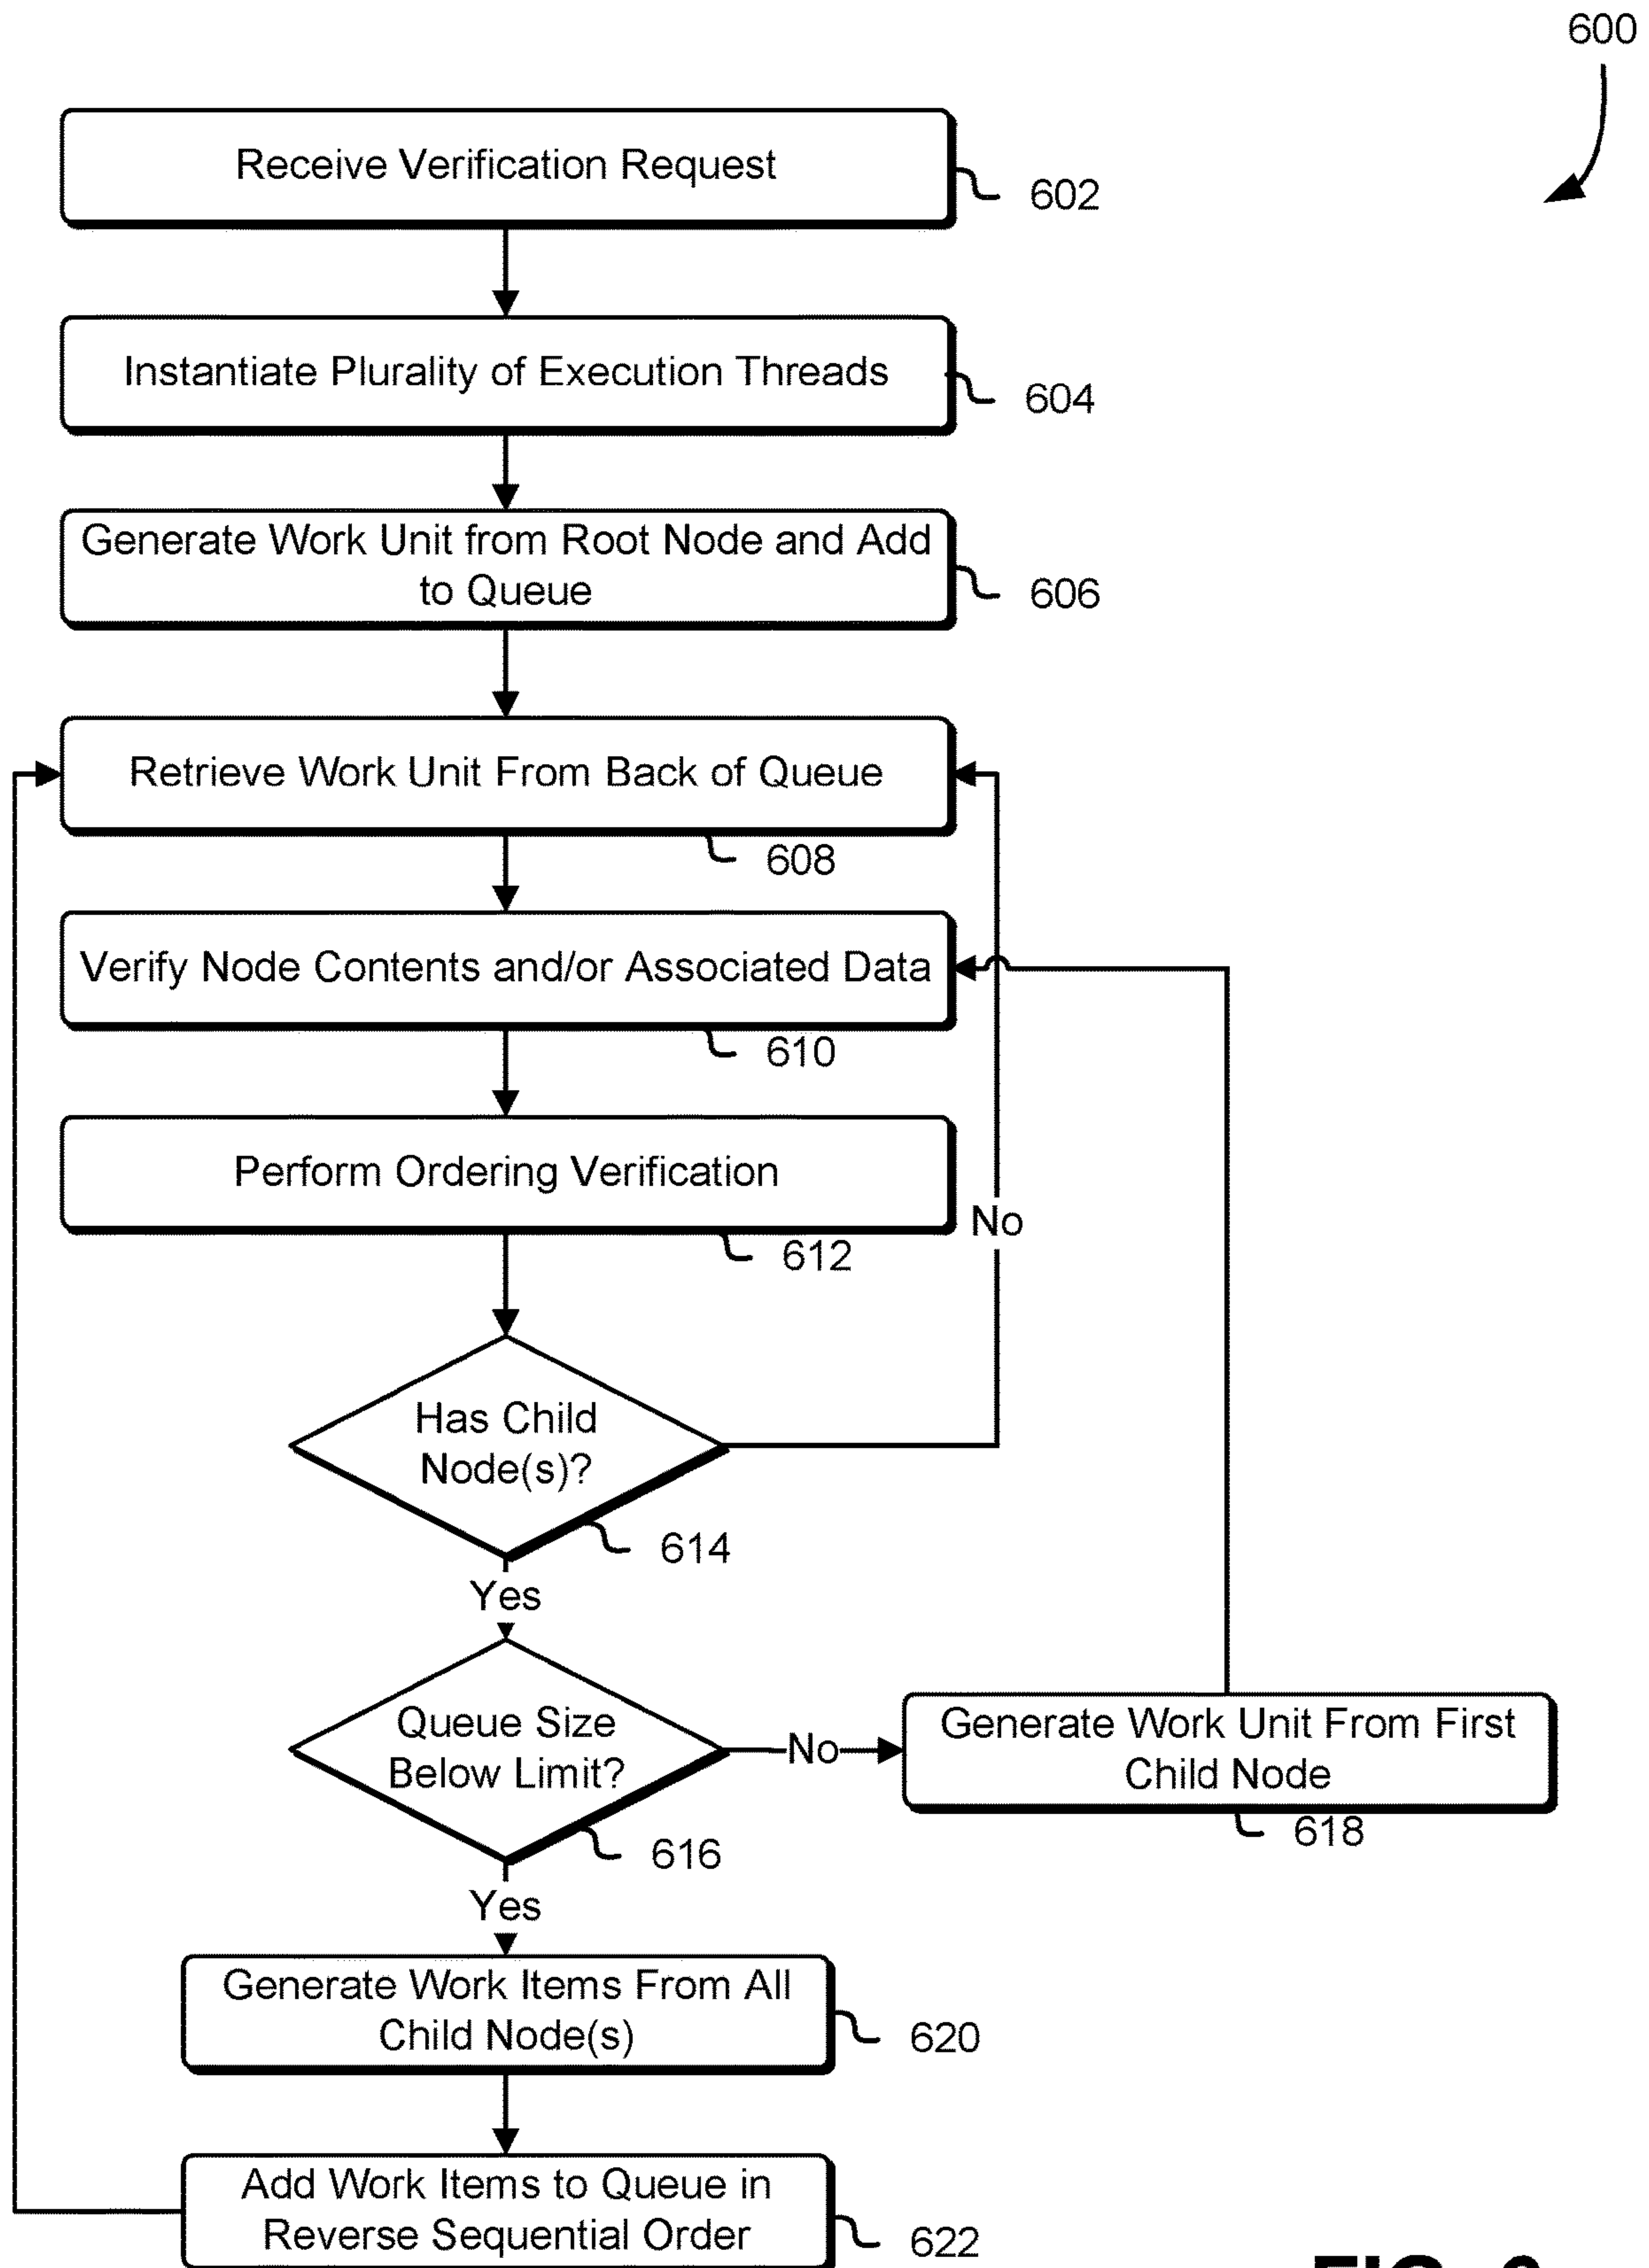 600
Receive Verification Request
602
Instantiate Plurality of Execution Threads
604
Generate Work Unit from Root Node and Add
to Queue
606
Retrieve Work Unit From Back of Queue
608
Verify Node Contents and/or Associated Data
610
Perform Ordering Verification
612
No
Has Child
Node(s)?
614
Yes
Queue Size
Below Limit?
616
No
Generate Work Unit From First
Child Node
618
Yes
Generate Work Items From All
Child Node(s)
620
Add Work Items to Queue in
Reverse Sequential Order
622